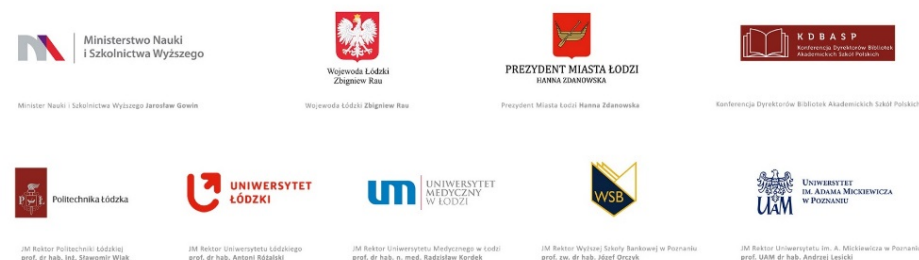 Ministerstwo Nauki
i Szkolnictwa Wyższego
Wojewoda Łódzki
Zbigniew Rau
PREZYDENT MIASTA ŁODZI
HANNA ZDANOWSKA
KDBASP
Konferencja Dyrektorów Bibliotek
Akademickich Szkół Polskich
Minister Nauki i Szkolnictwa Wyższego Jarosław Gowin
Wojewoda Łódzki Zbigniew Rau
Prezydent Miasta Łodzi Hanna Zdanowska
Konferencja Dyrektorów Bibliotek Akademickich Szkół Polskich
P Ł
Politechnika Łódzka
UNIWERSYTET
ŁÓDZKI
um
UNIWERSYTET
MEDYCZNY
W ŁODZI
WSB
UAM
UNIWERSYTET
IM. ADAMA MICKIEWICZA
W POZNANIU
JM Rektor Politechniki Łódzkiej
prof. dr hab. inż. Sławomir Wiak
JM Rektor Uniwersytetu Łódzkiego
prof. dr hab. Antoni Różalski
JM Rektor Uniwersytetu Medycznego w Łodzi
prof. dr hab. n. med. Radzisław Kordek
JM Rektor Wyższej Szkoły Bankowej w Poznaniu
prof. zw. dr hab. Józef Orczyk
JM Rektor Uniwersytetu im. A. Mickiewicza w Poznaniu
prof. UAM dr hab. Andrzej Lesicki